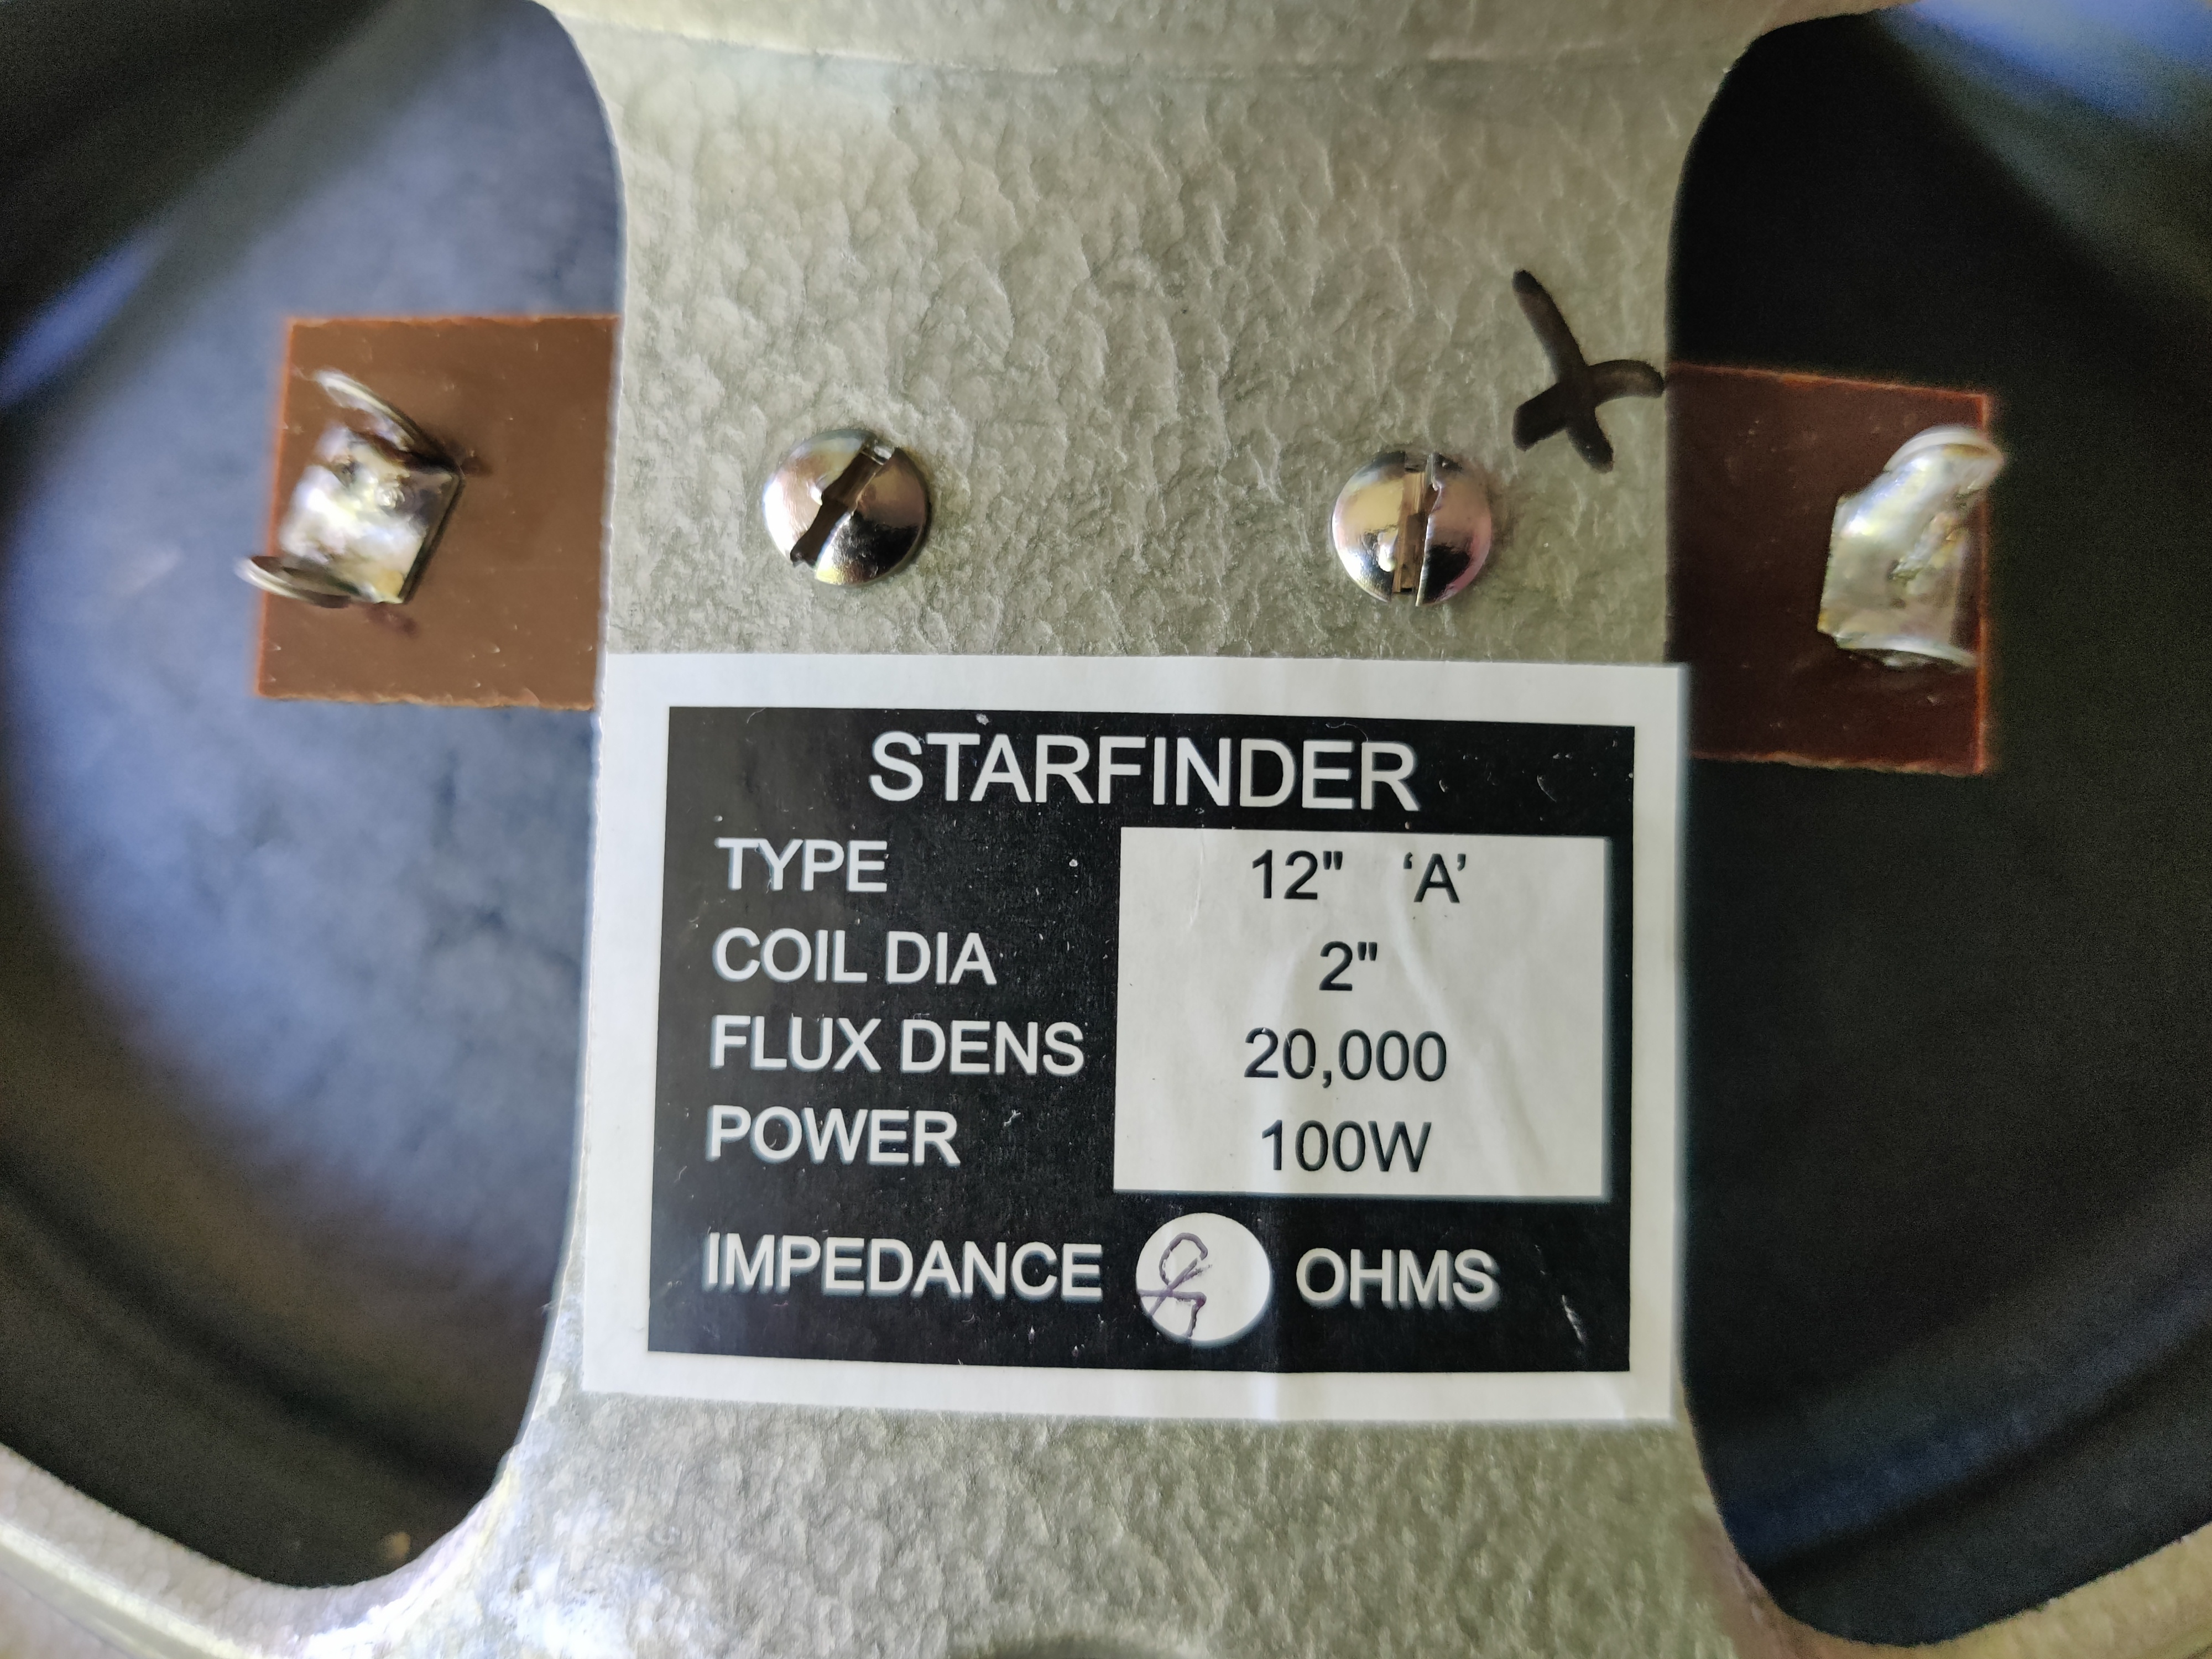 STARFINDER
TYPE 12" ‘A’
COIL DIA 2"
FLUX DENS 20,000
POWER 100W
IMPEDANCE OHMS